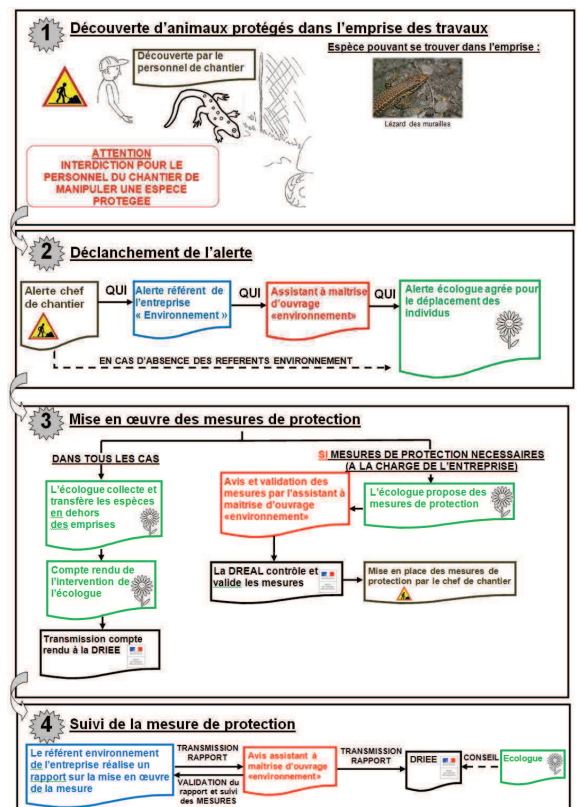 1
Découverte d'animaux protégés dans l'emprise des travaux
Découverte par le
personnel de chantier
Espèce pouvant se trouver dans l'emprise :
Lézard des murailles
ATTENTION
INTERDICTION POUR LE
PERSONNEL DU CHANTIER DE
MANIPULER UNE ESPECE
PROTEGEE
2
Déclanchement de l'alerte
Alerte chef
de chantier
QUI
Alerte référent de
l'entreprise
« Environnement »
QUI
Assistant à maîtrise
d'ouvrage
«environnement»
QUI
Alerte écologue agrée pour
le déplacement des
individus
EN CAS D'ABSENCE DES REFERENTS ENVIRONNEMENT
3
Mise en œuvre des mesures de protection
DANS TOUS LES CAS
L'écologue collecte et
transfère les espèces
en dehors
des emprises
Compte rendu de
l'intervention de
l'écologue
Transmission compte
rendu à la DRIEE
SI MESURES DE PROTECTION NECESSAIRES
(A LA CHARGE DE L'ENTREPRISE)
L'écologue propose des
mesures de protection
Avis et validation des
mesures par l'assistant à
maîtrise d'ouvrage
«environnement»
La DREAL contrôle et
valide les mesures
Mise en place des mesures de
protection par le chef de chantier
4
Suivi de la mesure de protection
Le référent environnement
de l'entreprise réalise un
rapport sur la mise en œuvre
de la mesure
TRANSMISSION
RAPPORT
VALIDATION du
rapport et suivi
des MESURES
Avis assistant à
maîtrise d'ouvrage
«environnement»
TRANSMISSION
RAPPORT
DRIEE
CONSEIL
Ecologue